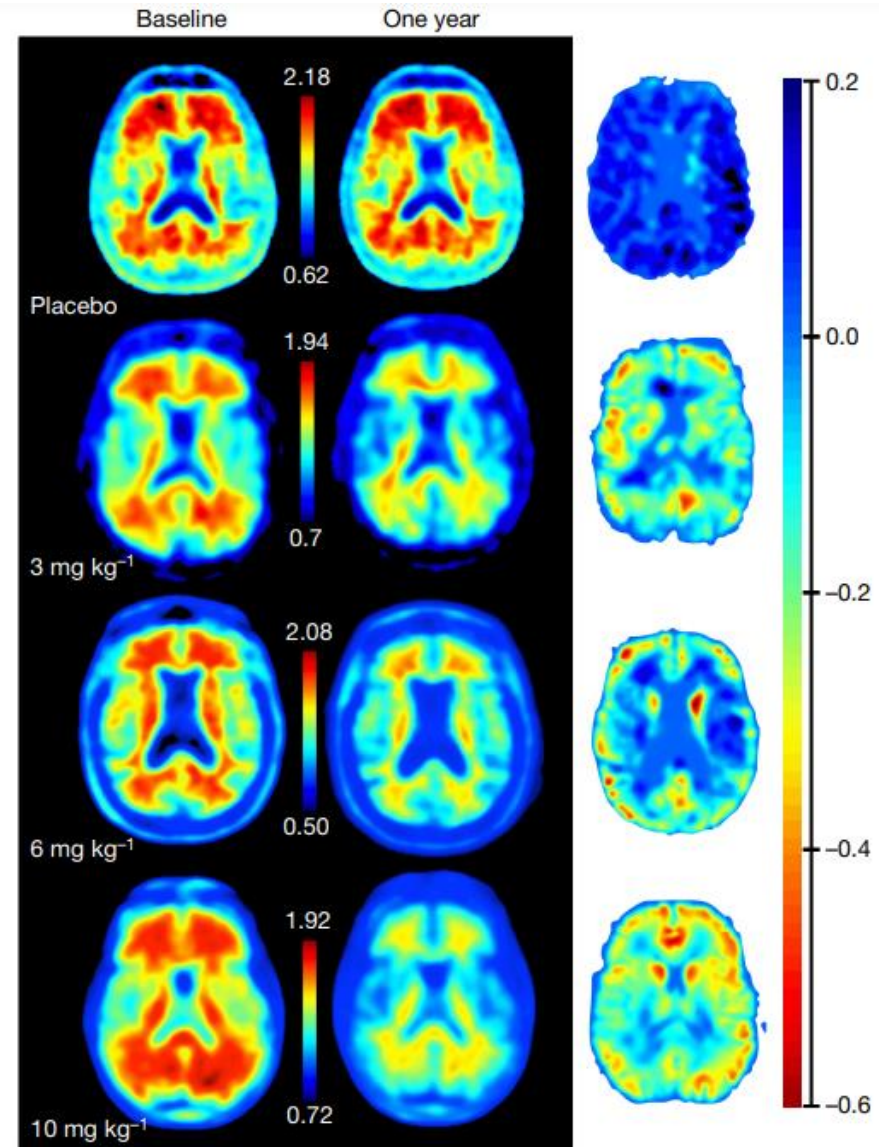 Baseline One year
2.18
0.62
Placebo
1.94
0.7
3 mg kg⁻¹
2.08
0.50
6 mg kg⁻¹
1.92
0.72
10 mg kg⁻¹
0.2
0.0
–0.2
–0.4
–0.6